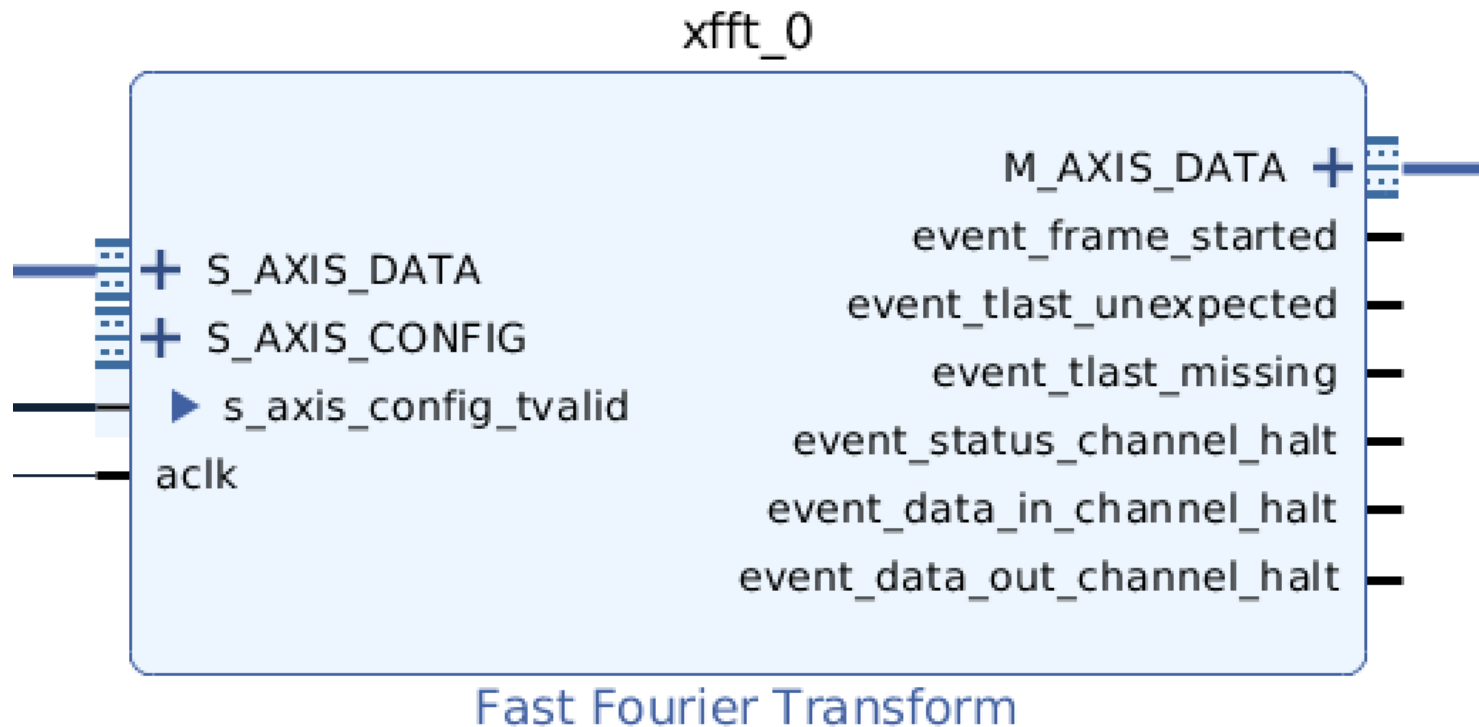 xfft_0
M_AXIS_DATA
event_frame_started
S_AXIS_DATA
event_tlast_unexpected
S_AXIS_CONFIG
event_tlast_missing
s_axis_config_tvalid
event_status_channel_halt
aclk
event_data_in_channel_halt
event_data_out_channel_halt
Fast Fourier Transform